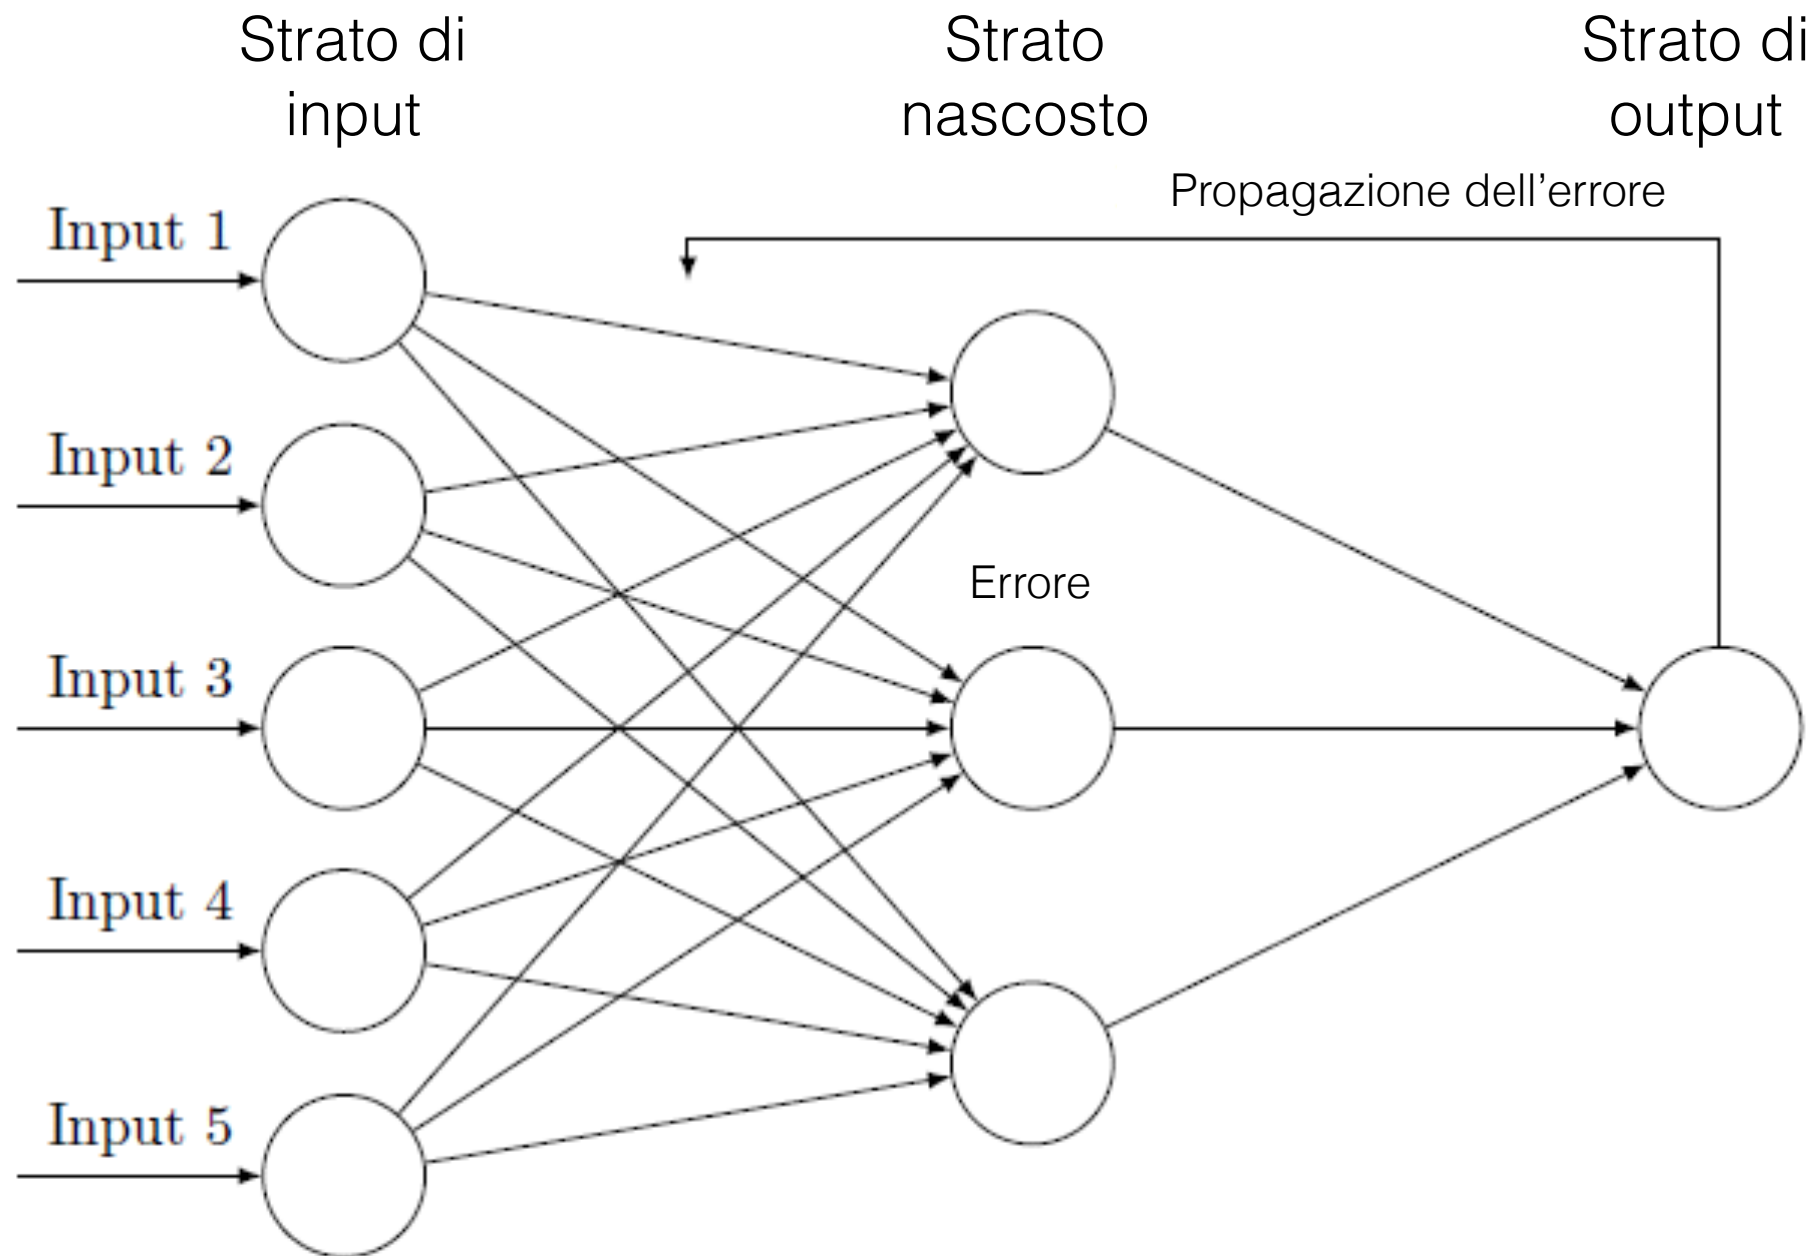 Strato di
input
Strato
nascosto
Strato di
output
Propagazione dell'errore
Input 1
Input 2
Errore
Input 3
Input 4
Input 5